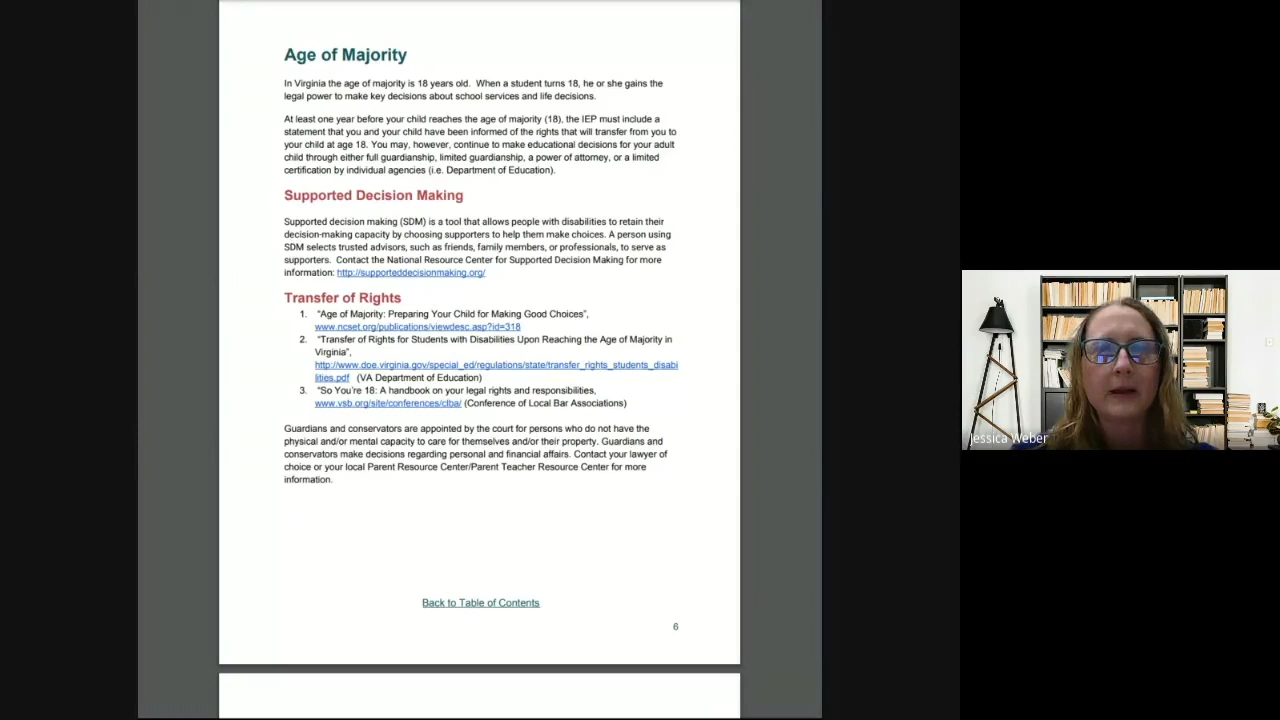 Age of Majority
In Virginia the age of majority is 18 years old.  When a student turns 18, he or she gains the
legal power to make key decisions about school services and life decisions.
At least one year before your child reaches the age of majority (18), the IEP must include a
statement that you and your child have been informed of the rights that will transfer from you to
your child at age 18. You may, however, continue to make educational decisions for your adult
child through either full guardianship, limited guardianship, a power of attorney, or a limited
certification by individual agencies (i.e. Department of Education).
Supported Decision Making
Supported decision making (SDM) is a tool that allows people with disabilities to retain their
decision-making capacity by choosing supporters to help them make choices. A person using
SDM selects trusted advisors, such as friends, family members, or professionals, to serve as
supporters.  Contact the National Resource Center for Supported Decision Making for more
information: http://supporteddecisionmaking.org/
Transfer of Rights
1. "Age of Majority: Preparing Your Child for Making Good Choices",
www.ncset.org/publications/viewdesc.asp?id=318
2. "Transfer of Rights for Students with Disabilities Upon Reaching the Age of Majority in
Virginia",
http://www.doe.virginia.gov/special_ed/regulations/state/transfer_rights_students_disabi
lities.pdf  (VA Department of Education)
3. "So You're 18: A handbook on your legal rights and responsibilities,
www.vsb.org/site/conferences/clba/ (Conference of Local Bar Associations)
Guardians and conservators are appointed by the court for persons who do not have the
physical and/or mental capacity to care for themselves and/or their property. Guardians and
conservators make decisions regarding personal and financial affairs. Contact your lawyer of
choice or your local Parent Resource Center/Parent Teacher Resource Center for more
information.
Back to Table of Contents
6
Jessica Weber